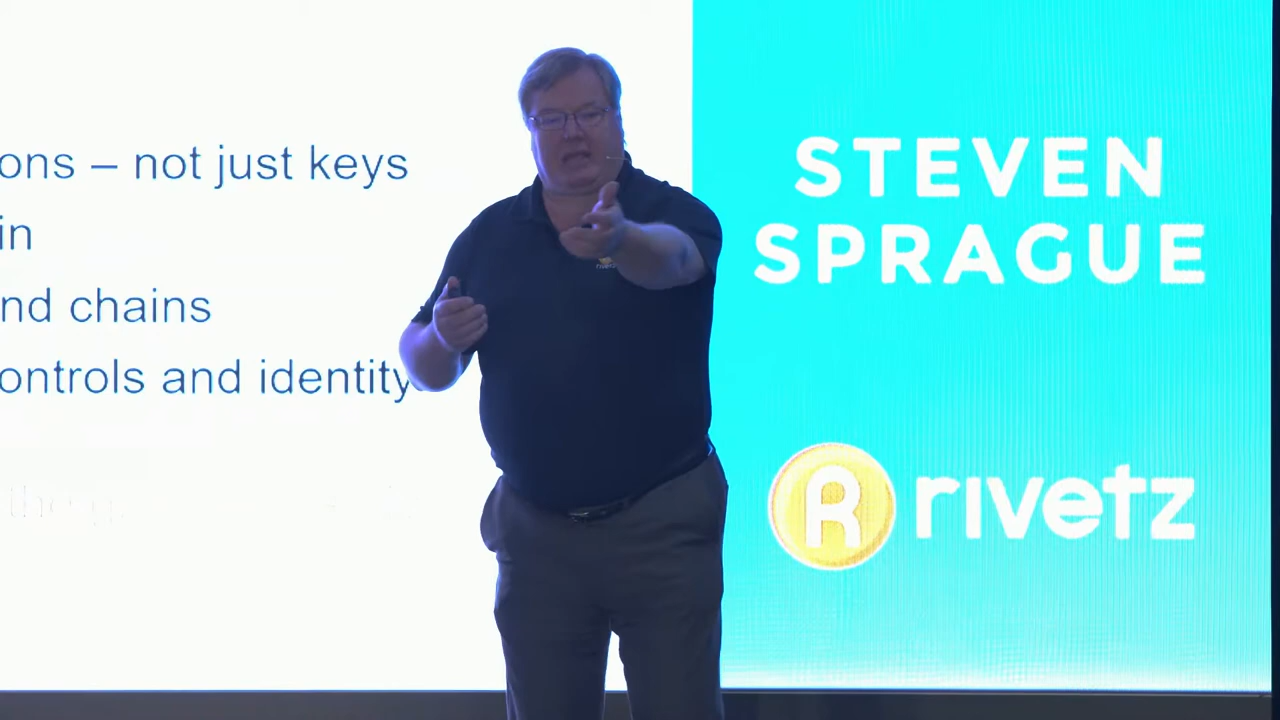 ons – not just keys
in
nd chains
ontrols and identity
STEVEN
SPRAGUE
R rivetz